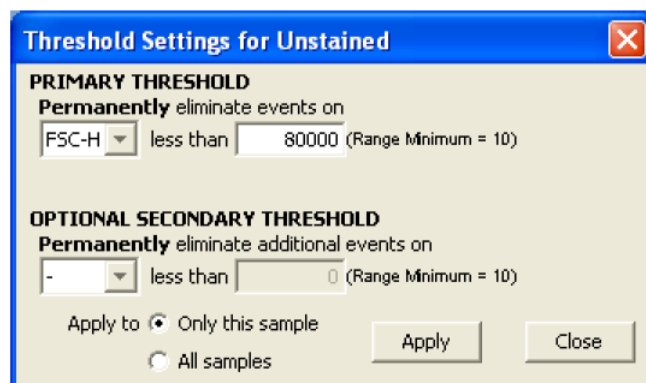 Threshold Settings for Unstained
PRIMARY THRESHOLD
Permanently eliminate events on
FSC-H less than 80000 (Range Minimum = 10)
OPTIONAL SECONDARY THRESHOLD
Permanently eliminate additional events on
- less than 0 (Range Minimum = 10)
Apply to Only this sample
All samples
Apply Close